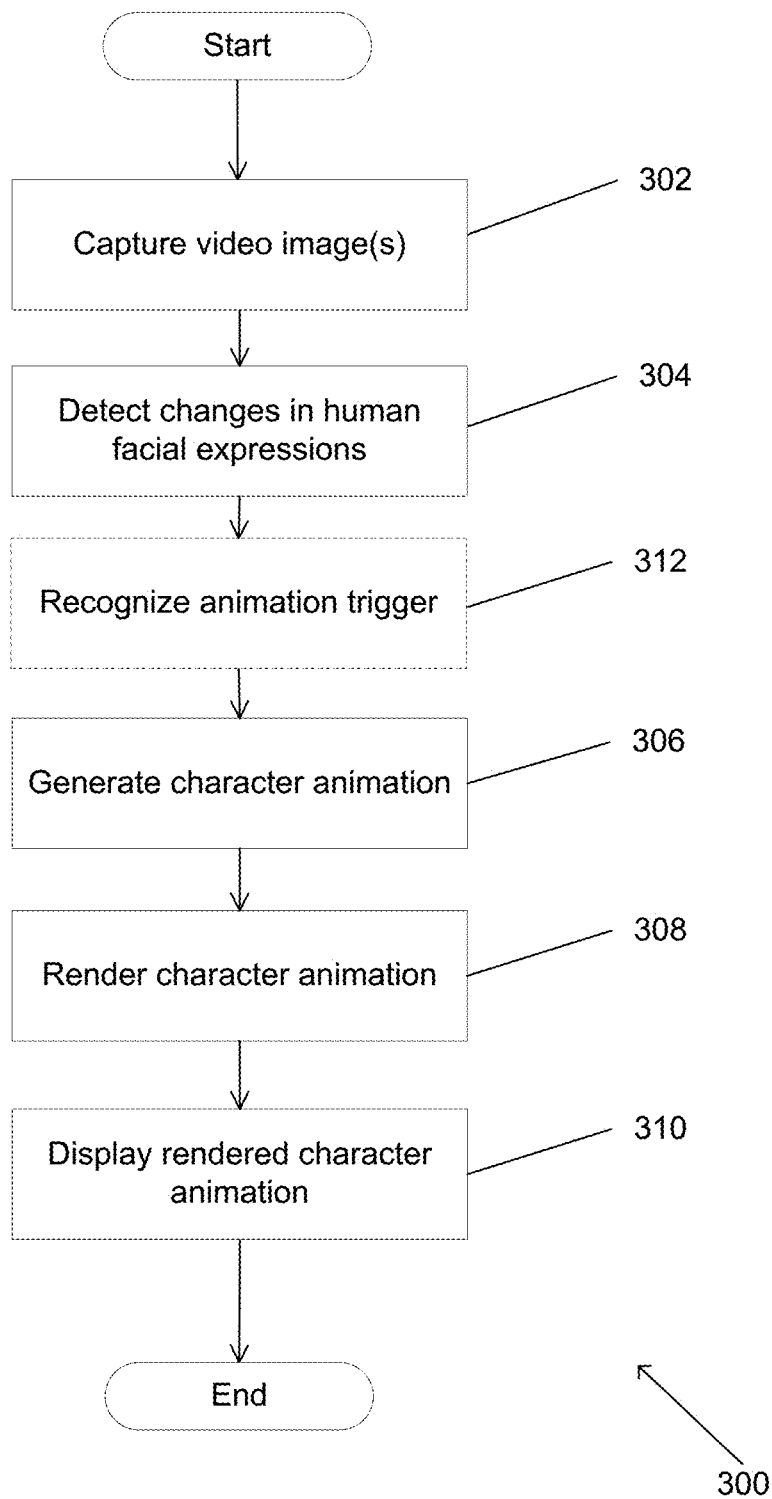 Start
302
Capture video image(s)
304
Detect changes in human
facial expressions
312
Recognize animation trigger
306
Generate character animation
308
Render character animation
310
Display rendered character
animation
End
300